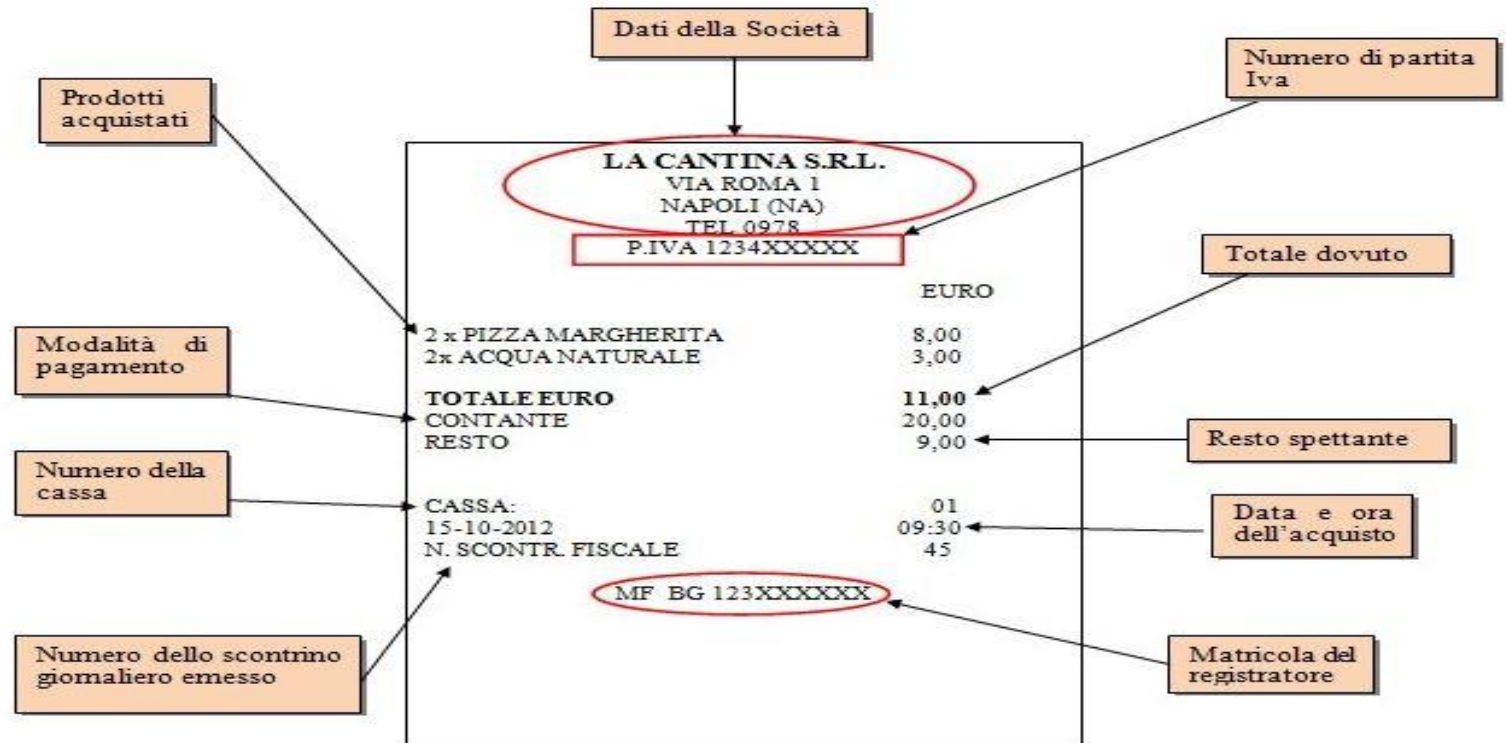 Dati della Società
Numero di partita
Iva
Prodotti
acquistati
LA CANTINA S.R.L.
VIA ROMA 1
NAPOLI (NA)
TEL 0978
P.IVA 1234XXXXX
Totale dovuto
EURO
2 x PIZZA MARGHERITA 8,00
2x ACQUA NATURALE 3,00
Modalità di
pagamento
TOTALE EURO 11,00
CONTANTE 20,00
RESTO 9,00
Resto spettante
Numero della
cassa
CASSA: 01
15-10-2012 09:30
N. SCONTR. FISCALE 45
Data e ora
dell'acquisto
MF BG 123XXXXXX
Numero dello scontrino
giornaliero emesso
Matricola del
registratore